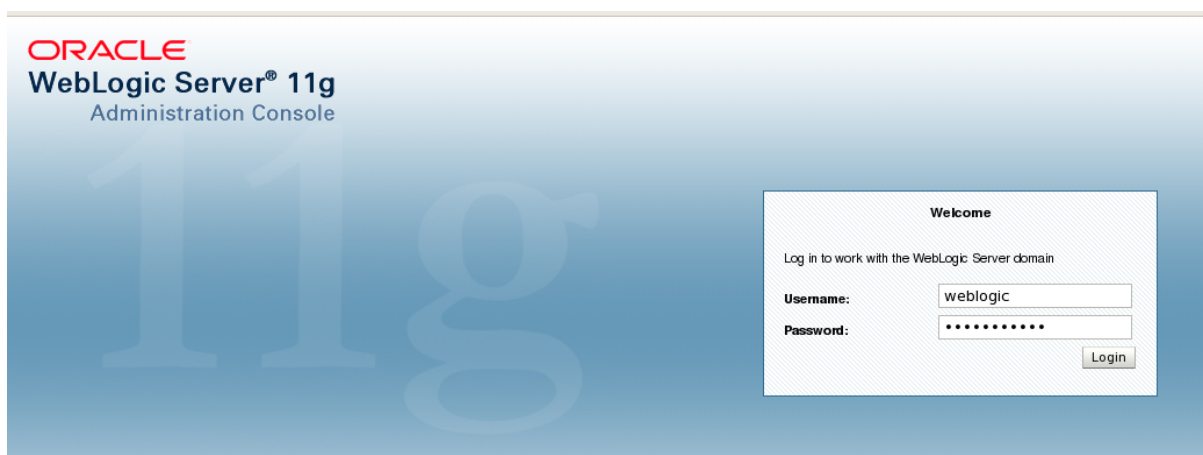 ORACLE
WebLogic Server® 11g
Administration Console
11g
Welcome
Log in to work with the WebLogic Server domain
Username: weblogic
Password: •••••••••••
Login